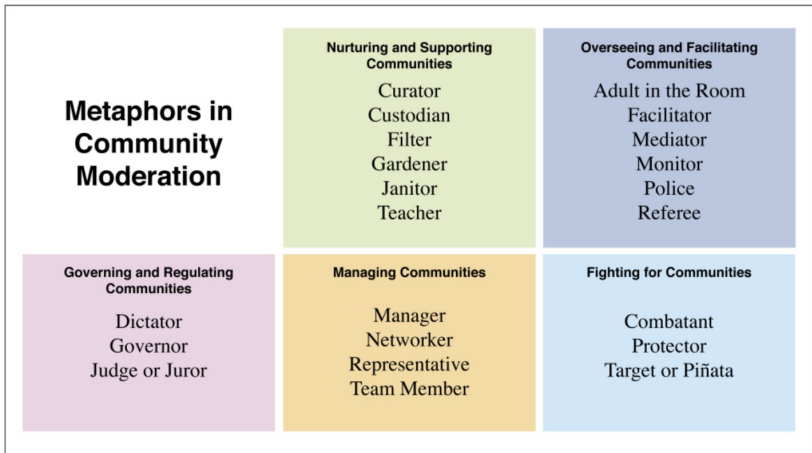 Metaphors in
Community
Moderation
Nurturing and Supporting
Communities
Curator
Custodian
Filter
Gardener
Janitor
Teacher
Overseeing and Facilitating
Communities
Adult in the Room
Facilitator
Mediator
Monitor
Police
Referee
Governing and Regulating
Communities
Dictator
Governor
Judge or Juror
Managing Communities
Manager
Networker
Representative
Team Member
Fighting for Communities
Combatant
Protector
Target or Piñata